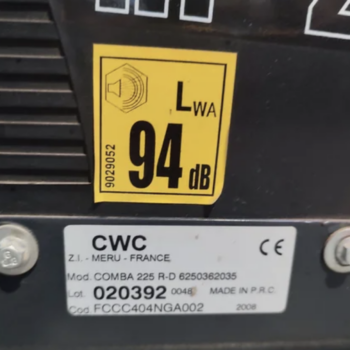 LWA
94 dB
9029052
CWC
Z.I. - MERU - FRANCE
CE
Mod. COMBA 225 R-D 6250362035
Lot. 020392 0048 MADE IN P.R.C.
Cod. FCCC404NGA002 2008